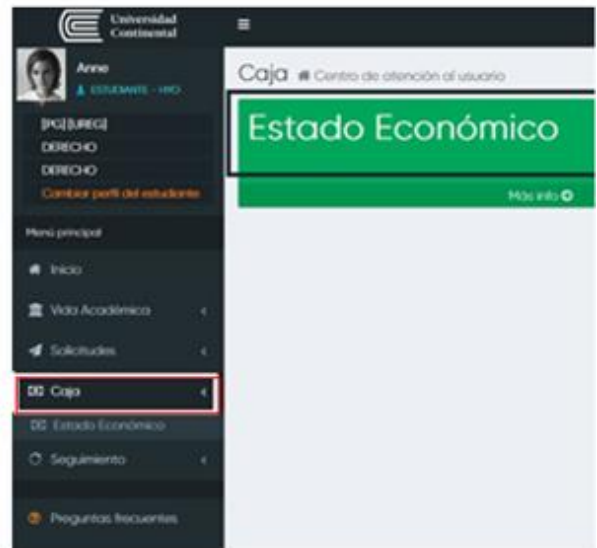 Universidad
Continental
Anne
ESTUDIANTE - HYO
[PG] [UREG]
DERECHO
DERECHO
Cambiar perfil del estudiante
Menú principal
Inicio
Vida Académica
Solicitudes
Caja
Estado Económico
Seguimiento
Preguntas frecuentes
Caja Centro de atención al usuario
Estado Económico
Más info